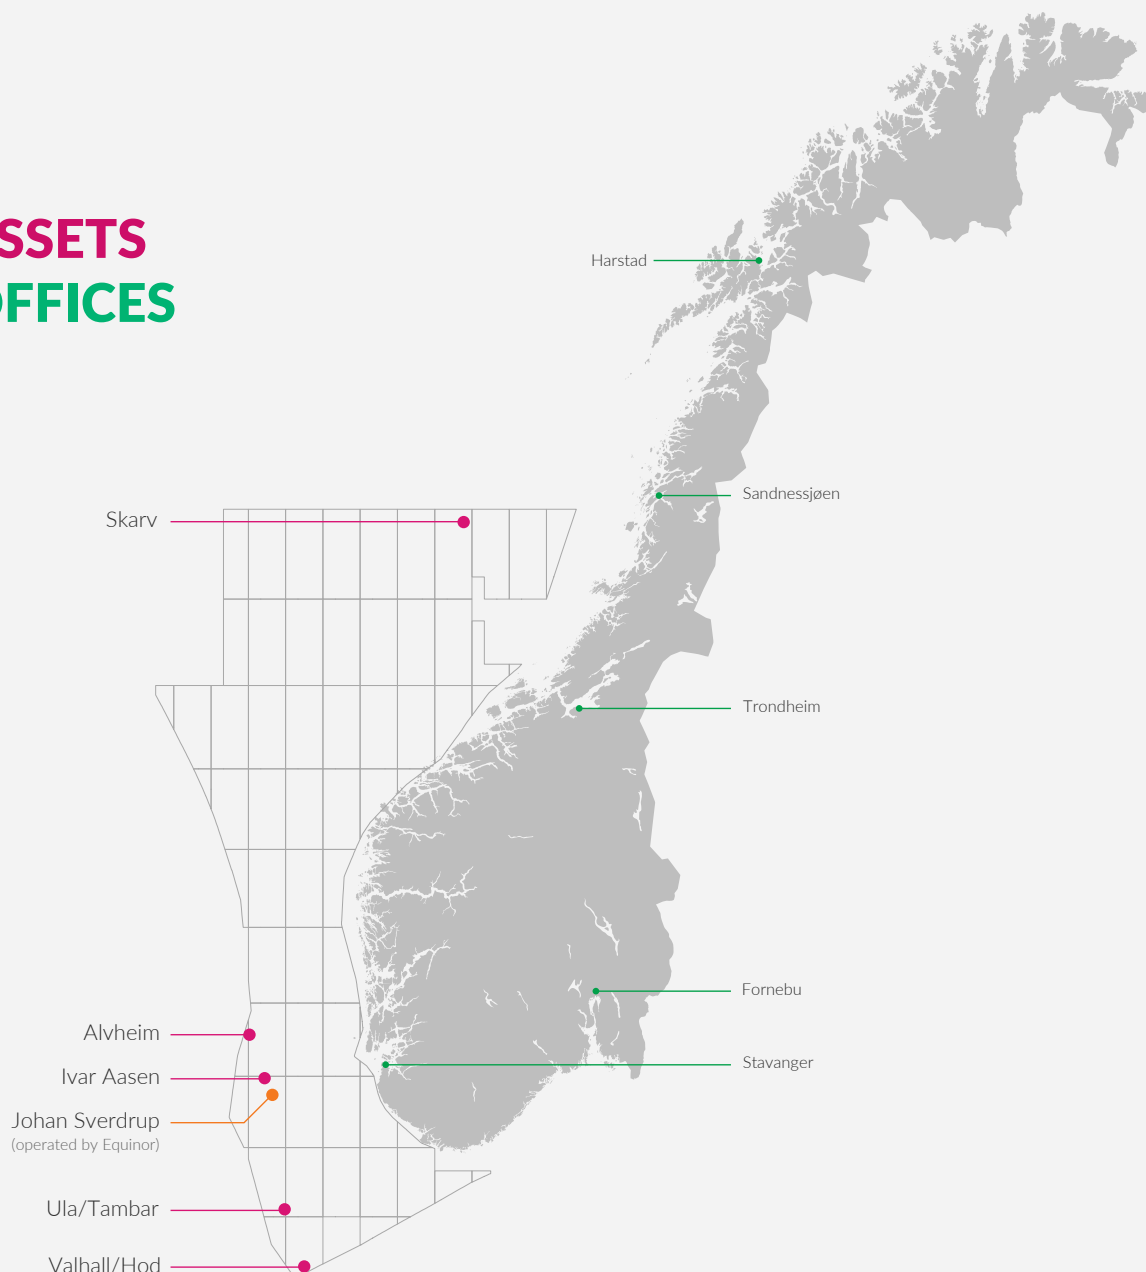 SSETS
OFFICES
Harstad
Sandnessjøen
Skarv
Trondheim
Fornebu
Alvheim
Stavanger
Ivar Aasen
Johan Sverdrup
(operated by Equinor)
Ula/Tambar
Valhall/Hod